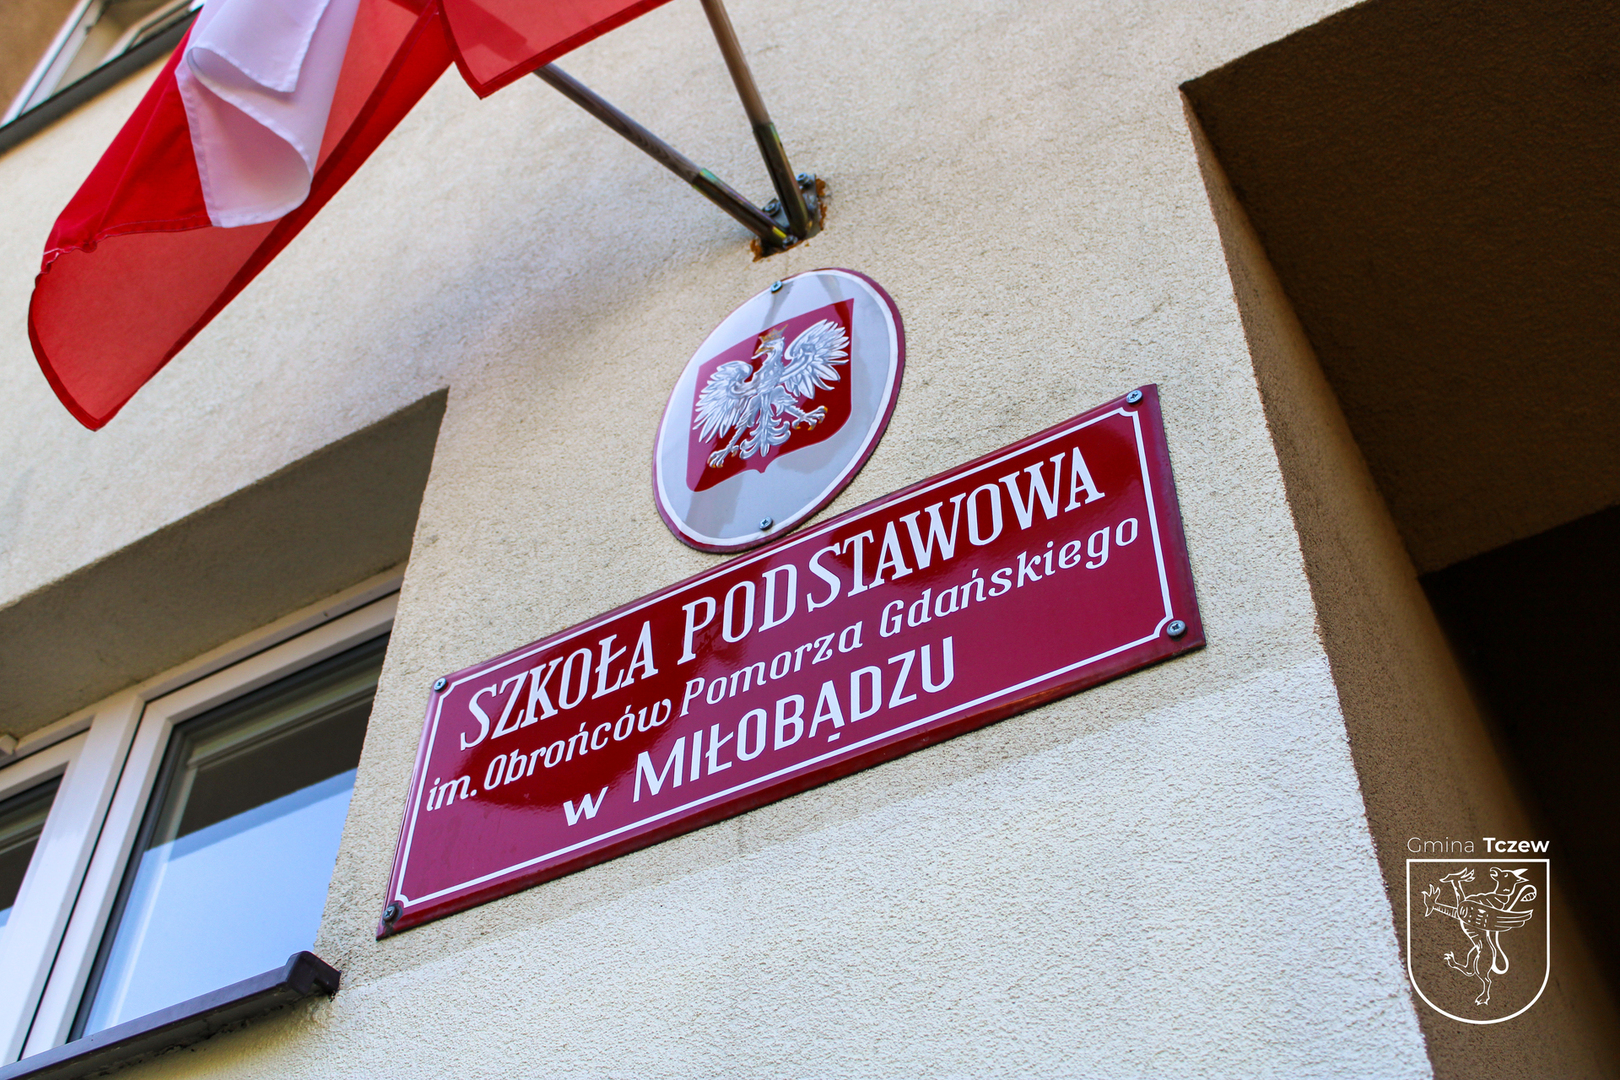 SZKOŁA PODSTAWOWA
im. Obrońców Pomorza Gdańskiego
w MIŁOBĄDZU
Gmina Tczew